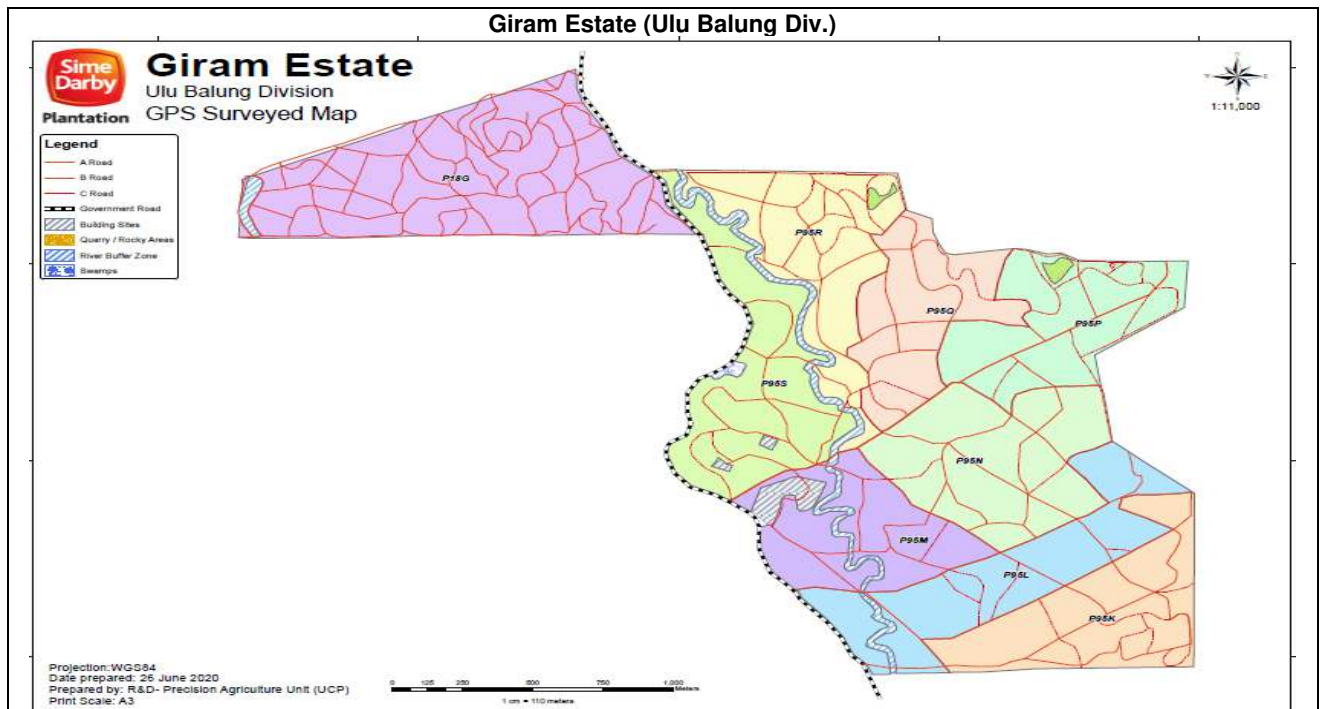 Giram Estate (Ulu Balung Div.)
Sime
Darby
Plantation
Giram Estate
Ulu Balung Division
GPS Surveyed Map
1:11,000
Legend
A Road
B Road
C Road
Government Road
Building Sites
Quarry / Rocky Areas
River Buffer Zone
Swamps
P18G
P95R
P95Q
P95P
P95S
P95N
P95M
P95L
P95K
Projection:WGS84
Date prepared: 26 June 2020
Prepared by: R&D- Precision Agriculture Unit (UCP)
Print Scale: A3
0 125 250 500 750 1,000
Meters
1 cm = 110 meters